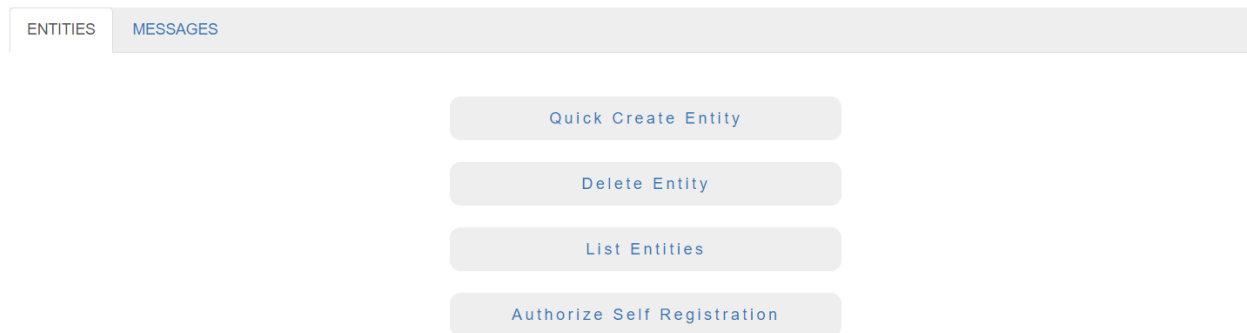 ENTITIES MESSAGES
Quick Create Entity
Delete Entity
List Entities
Authorize Self Registration